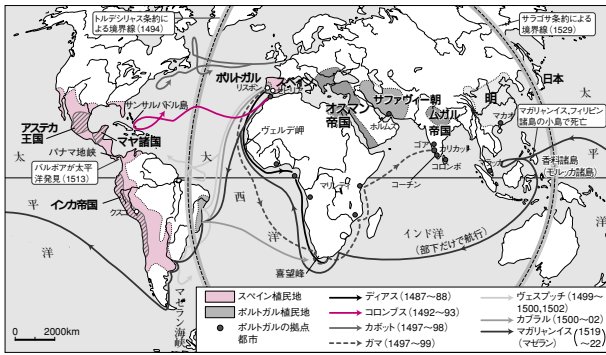 トルデシリャス条約に
よる境界線(1494)
サラゴサ条約による
境界線(1529)
ポルトガル
スペイン
リスボン
日本
サンサルバドル島
アステカ
王国
マヤ諸国
パナマ地峡
バルボアが太平
洋発見(1513)
インカ帝国
クスコ
オスマン
帝国
サファヴィー朝
ホルムズ
ムガル
帝国
明
マカオ
マガリャンイス,フィリピン
諸島の小島で死亡
ヴェルデ岬
ゴア
カリカット
コロンボ
コーチン
マラッカ
香料諸島
(モルッカ諸島)
マリンディ
太
平
洋
大
西
洋
太
平
洋
インド洋
(部下だけで航行)
喜望峰
マゼラン海峡
0
2000km
スペイン植民地
ポルトガル植民地
ポルトガルの拠点
都市
ディアス(1487~88)
コロンブス(1492~93)
カボット(1497~98)
ガマ(1497~99)
ヴェスプッチ(1499~
1500,1502)
カブラル(1500~02)
マガリャンイス(1519
(マゼラン) ~22)